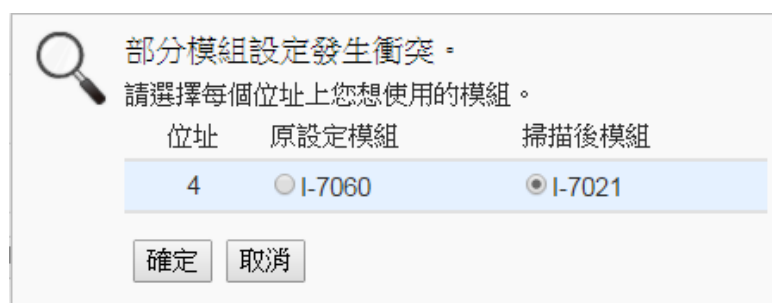 部分模組設定發生衝突。
請選擇每個位址上您想使用的模組。
位址 原設定模組 掃描後模組
4 I-7060 I-7021
確定 取消